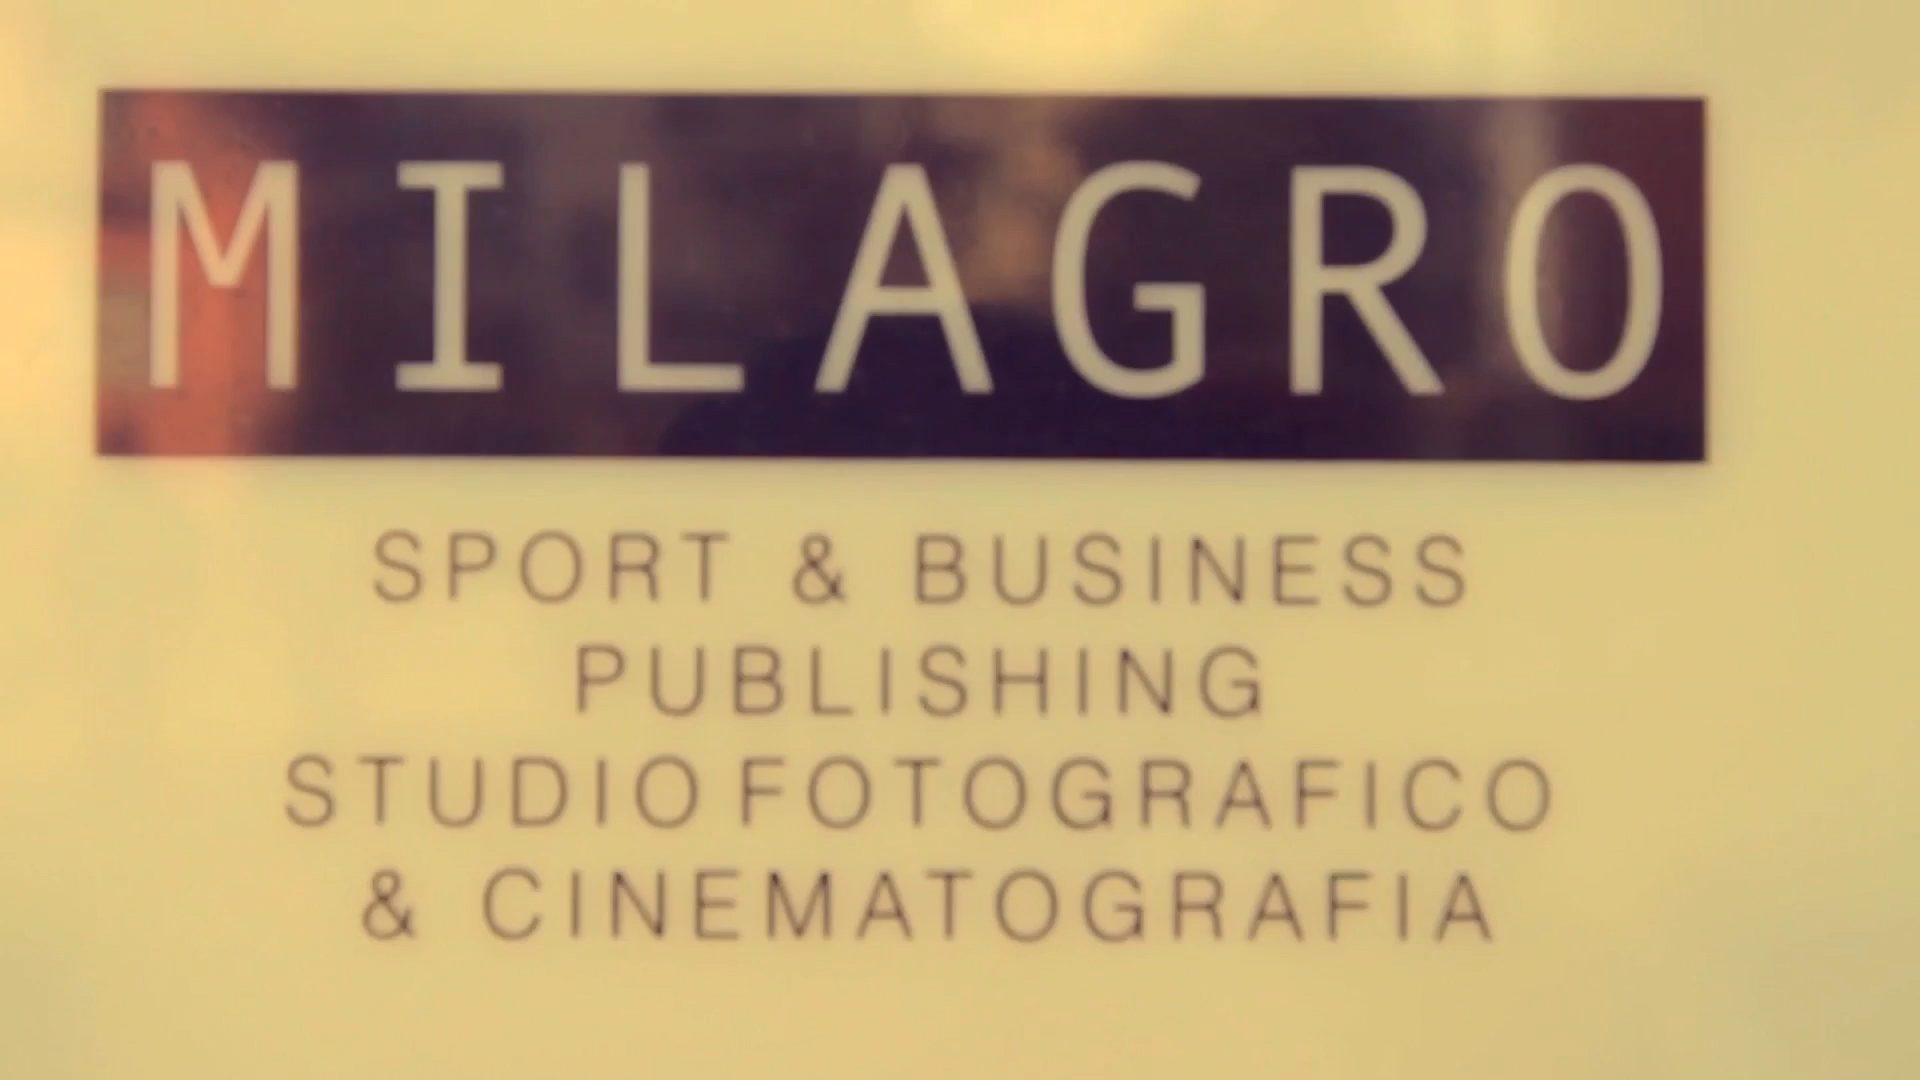 MILAGRO
SPORT & BUSINESS
PUBLISHING
STUDIO FOTOGRAFICO
& CINEMATOGRAFIA